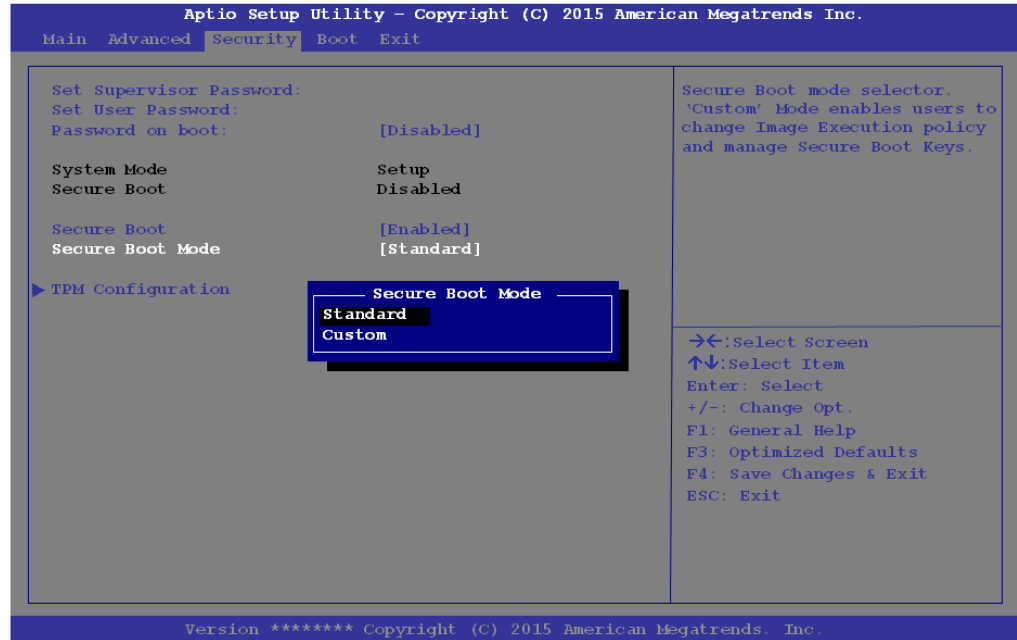 Aptio Setup Utility – Copyright (C) 2015 American Megatrends Inc.
Main Advanced Security Boot Exit
Set Supervisor Password:
Set User Password:
Password on boot: [Disabled]
System Mode Setup
Secure Boot Disabled
Secure Boot [Enabled]
Secure Boot Mode [Standard]
TPM Configuration
Secure Boot Mode
Standard
Custom
Secure Boot mode selector.
'Custom' Mode enables users to
change Image Execution policy
and manage Secure Boot Keys.
→←:Select Screen
↑↓:Select Item
Enter: Select
+/-: Change Opt.
F1: General Help
F3: Optimized Defaults
F4: Save Changes & Exit
ESC: Exit
Version ******** Copyright (C) 2015 American Megatrends. Inc.